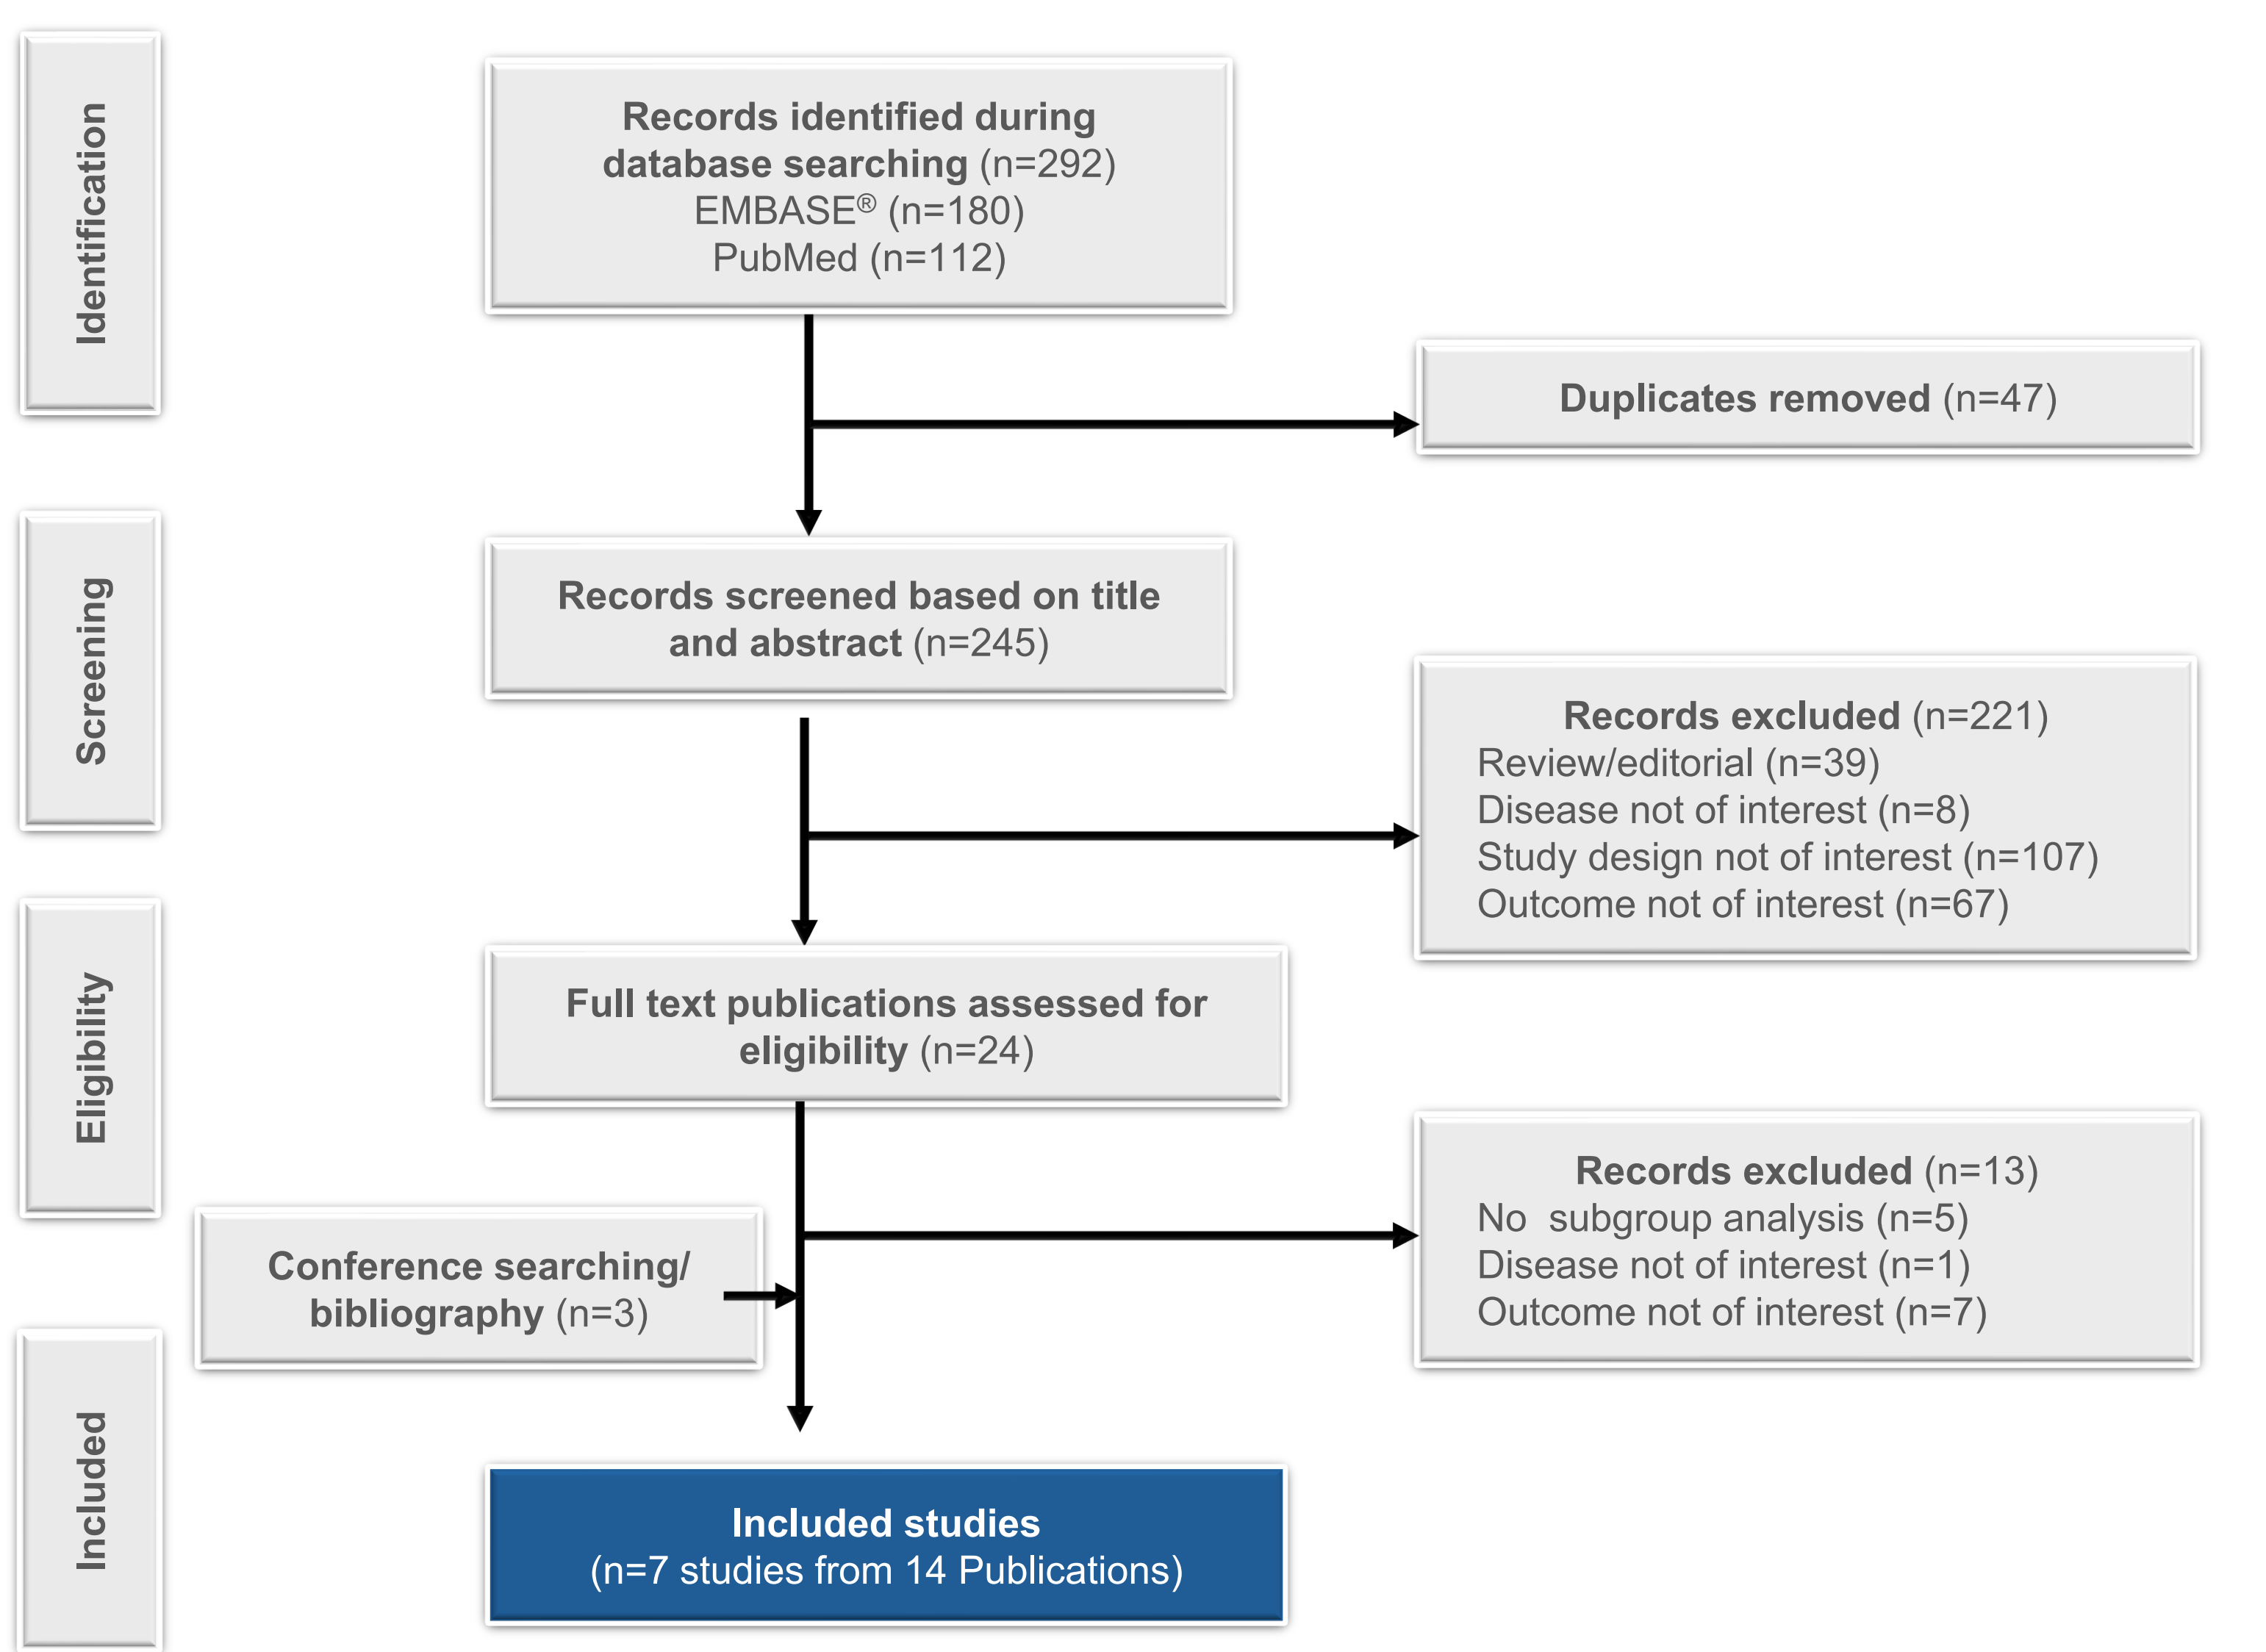 Identification
Records identified during
database searching (n=292)
EMBASE® (n=180)
PubMed (n=112)
Duplicates removed (n=47)
Screening
Records screened based on title
and abstract (n=245)
Records excluded (n=221)
Review/editorial (n=39)
Disease not of interest (n=8)
Study design not of interest (n=107)
Outcome not of interest (n=67)
Eligibility
Full text publications assessed for
eligibility (n=24)
Records excluded (n=13)
No  subgroup analysis (n=5)
Disease not of interest (n=1)
Outcome not of interest (n=7)
Conference searching/
bibliography (n=3)
Included
Included studies
(n=7 studies from 14 Publications)